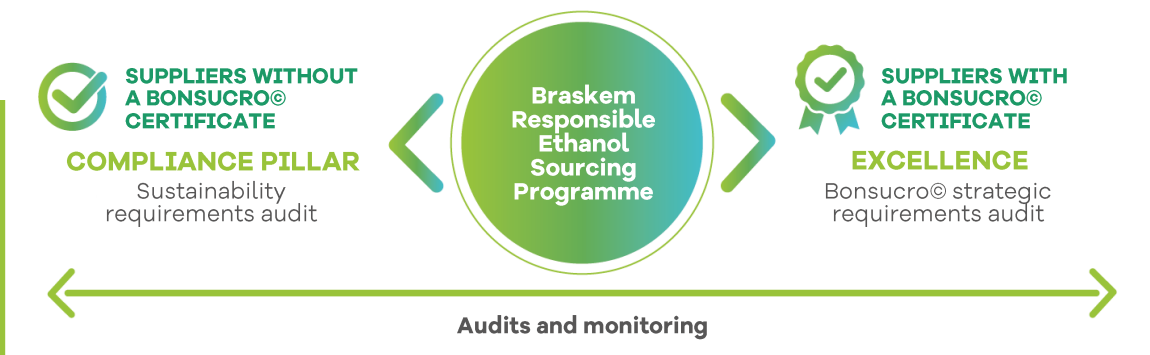 SUPPLIERS WITHOUT
A BONSUCRO©
CERTIFICATE
COMPLIANCE PILLAR
Sustainability
requirements audit
Braskem
Responsible
Ethanol
Sourcing
Programme
SUPPLIERS WITH
A BONSUCRO©
CERTIFICATE
EXCELLENCE
Bonsucro© strategic
requirements audit
Audits and monitoring